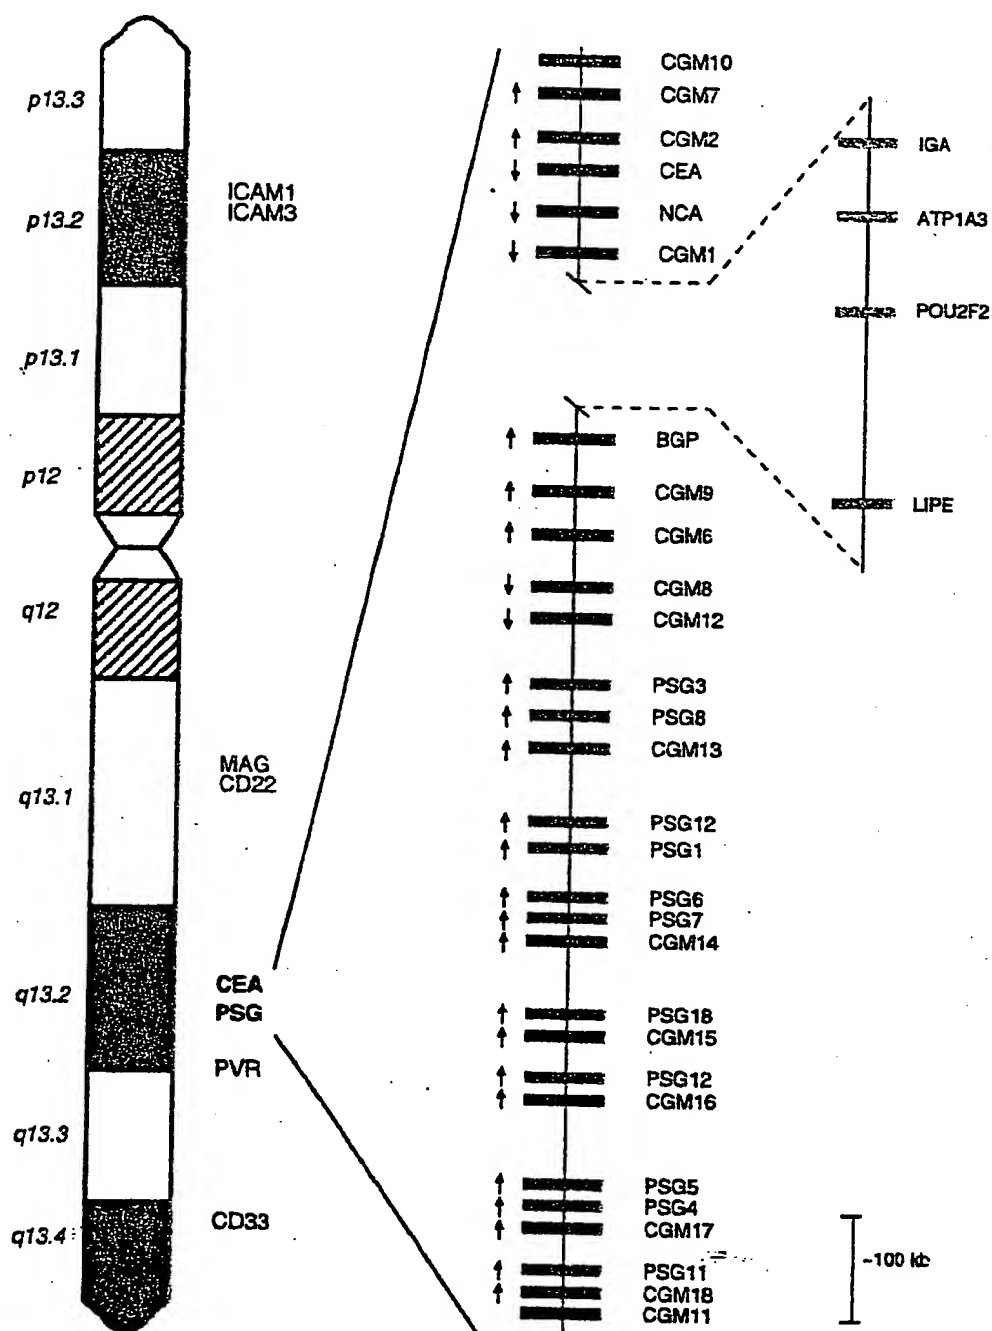 p13.3
p13.2
p13.1
p12
q12
q13.1
q13.2
q13.3
q13.4
ICAM1
ICAM3
MAG
CD22
CEA
PSG
PVR
CD33
CGM10
CGM7
CGM2
CEA
NCA
CGM1
BGP
CGM9
CGM6
CGM8
CGM12
PSG3
PSG8
CGM13
PSG12
PSG1
PSG6
PSG7
CGM14
PSG18
CGM15
PSG12
CGM16
PSG5
PSG4
CGM17
PSG11
CGM18
CGM11
IGA
ATP1A3
POU2F2
LIPE
~100 kb